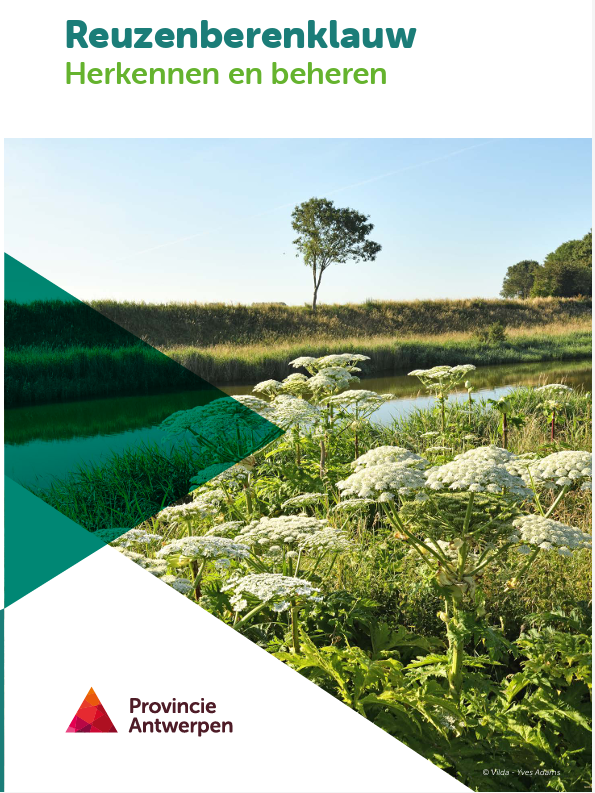 Reuzenberenklauw
Herkennen en beheren
Provincie
Antwerpen
© Vilda - Yves Adams